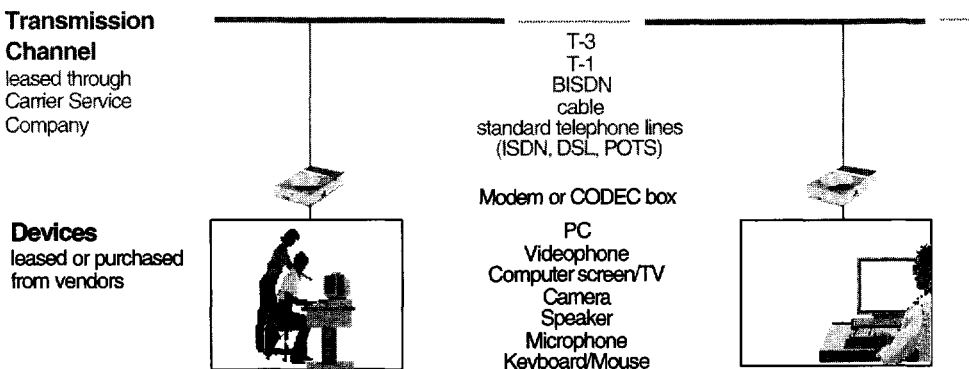 Transmission
Channel
leased through
Carrier Service
Company
T-3
T-1
BISDN
cable
standard telephone lines
(ISDN, DSL, POTS)
Modem or CODEC box
Devices
leased or purchased
from vendors
PC
Videophone
Computer screen/TV
Camera
Speaker
Microphone
Keyboard/Mouse